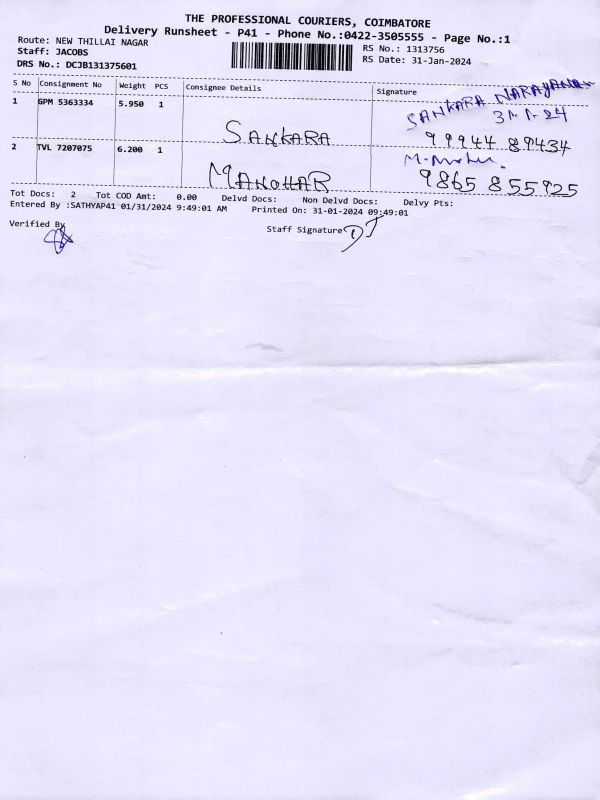 THE PROFESSIONAL COURIERS, COIMBATORE
Delivery Runsheet - P41 - Phone No.:0422-3505555 - Page No.:1
Route: NEW THILLAI NAGAR
Staff: JACOBS
DRS No.: DCJB131375601
RS No.: 1313756
RS Date: 31-Jan-2024
S No Consignment No Weight PCS Consignee Details Signature
SANKARA NARAYANAN
31-1-24
1 GPM 5363334 5.950 1
SANKARA 99944 89434
2 TVL 7207075 6.200 1
MANOHAR 9865 855925
Tot Docs: 2 Tot COD Amt: 0.00 Delvd Docs: Non Delvd Docs: Delvy Pts:
Entered By :SATHYAP41 01/31/2024 9:49:01 AM Printed On: 31-01-2024 09:49:01
Verified By
Staff Signature